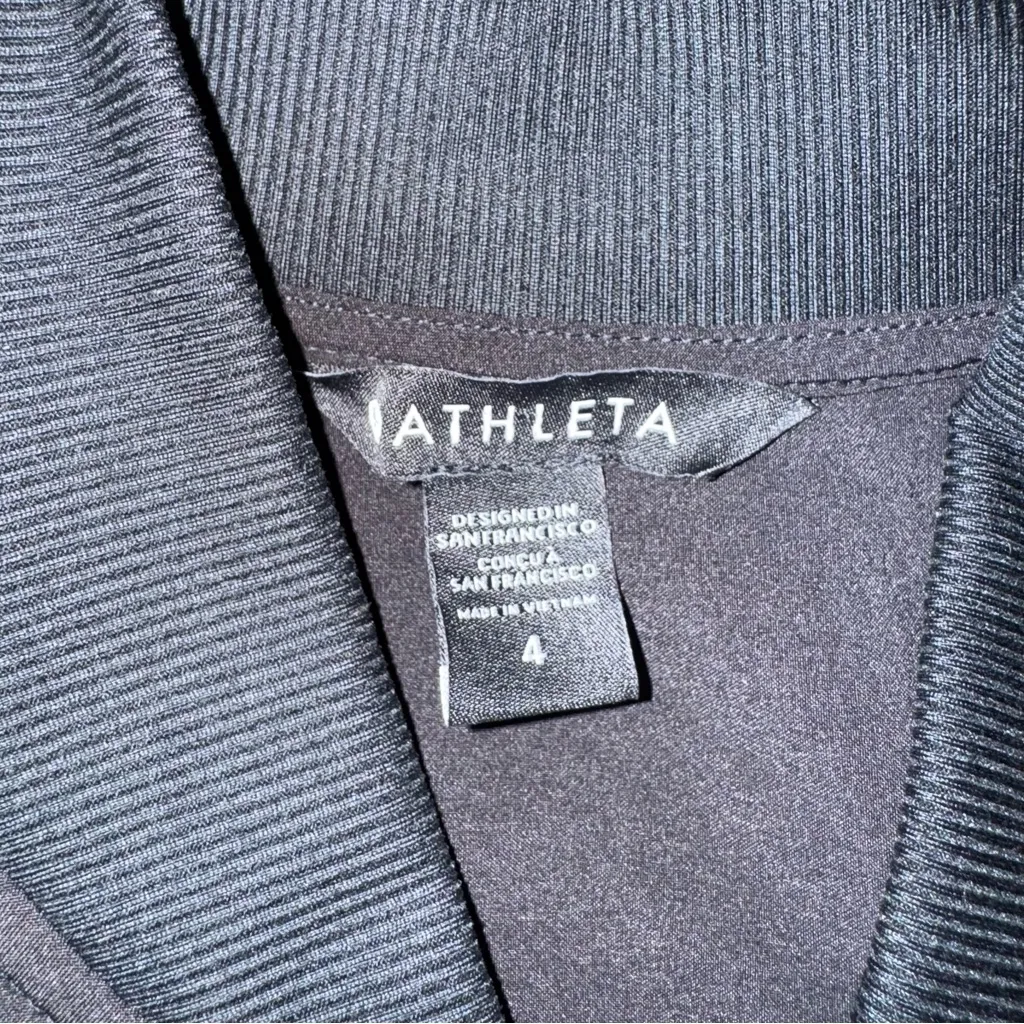 ATHLETA
DESIGNED IN
SAN FRANCISCO
CONÇU À
SAN FRANCISCO
MADE IN VIETNAM
4